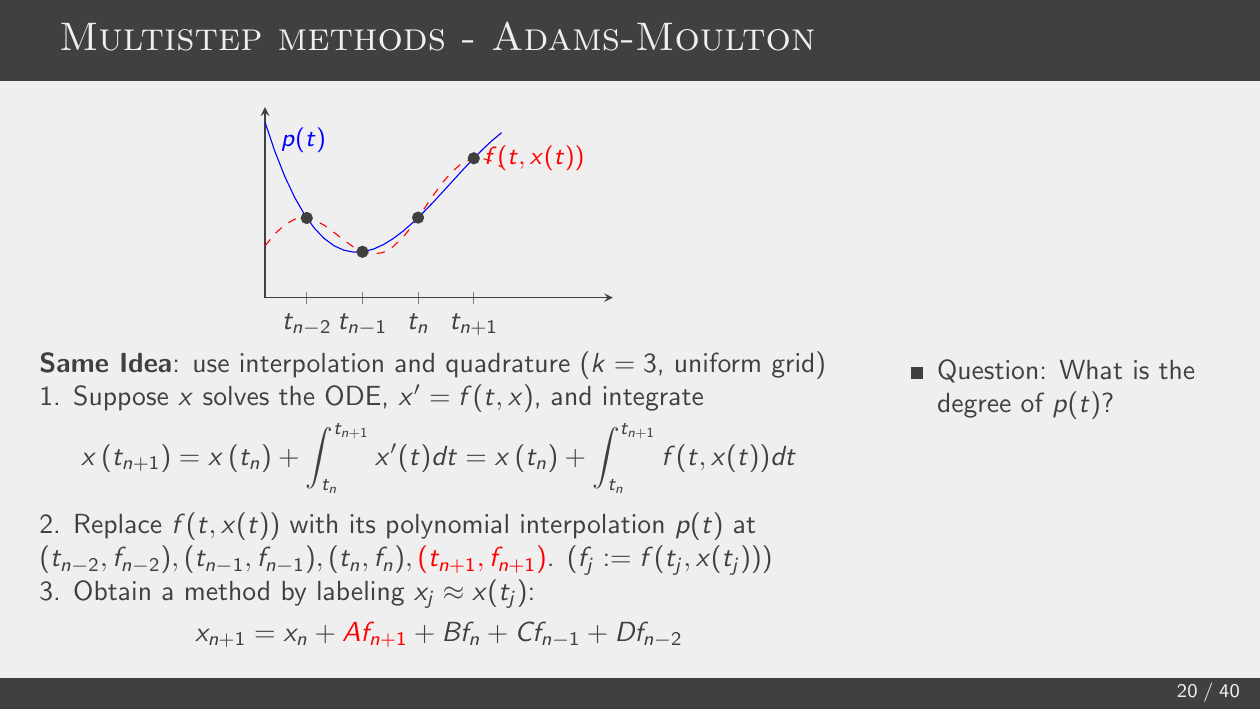 Multistep methods - Adams-Moulton
p(t)
f(t, x(t))
t_{n−2} t_{n−1} t_n t_{n+1}
Same Idea: use interpolation and quadrature (k = 3, uniform grid)
1. Suppose x solves the ODE, x′ = f(t, x), and integrate
x(t_{n+1}) = x(t_n) + ∫_{t_n}^{t_{n+1}} x′(t)dt = x(t_n) + ∫_{t_n}^{t_{n+1}} f(t, x(t))dt
2. Replace f(t, x(t)) with its polynomial interpolation p(t) at
(t_{n−2}, f_{n−2}), (t_{n−1}, f_{n−1}), (t_n, f_n), (t_{n+1}, f_{n+1}). (f_j := f(t_j, x(t_j)))
3. Obtain a method by labeling x_j ≈ x(t_j):
x_{n+1} = x_n + Af_{n+1} + Bf_n + Cf_{n−1} + Df_{n−2}
■ Question: What is the
degree of p(t)?
20 / 40